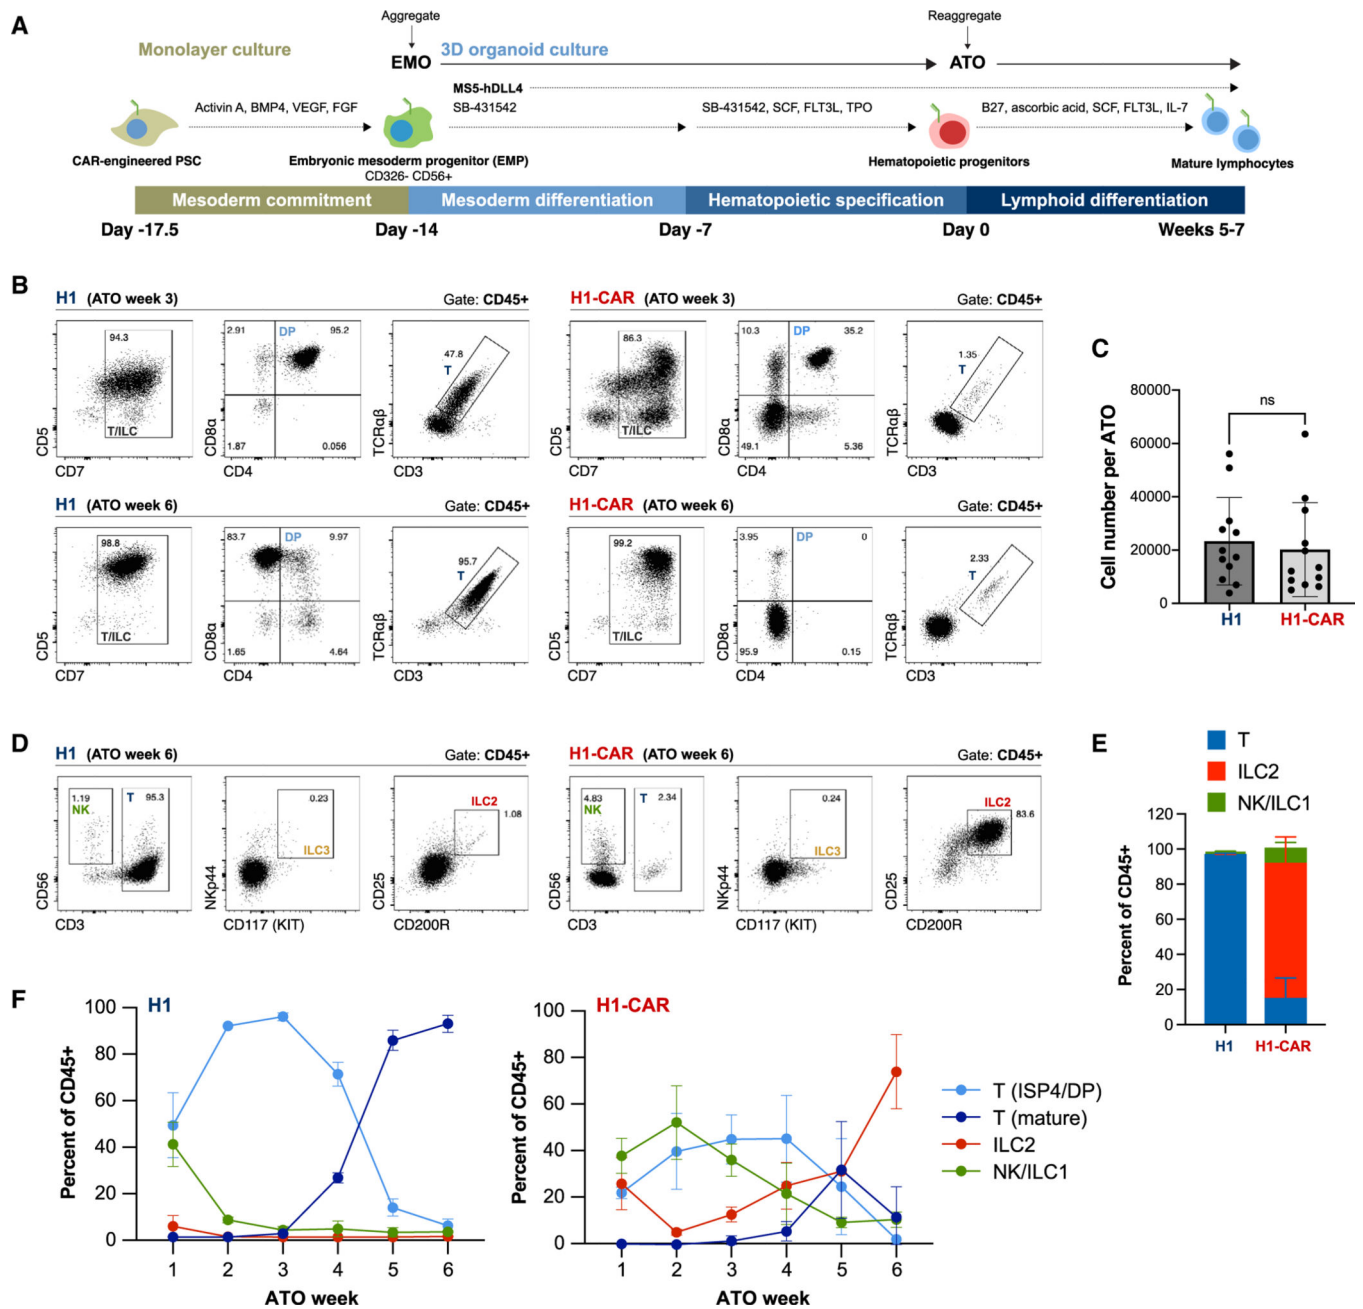 A
Aggregate
Reaggregate
Monolayer culture
EMO
3D organoid culture
ATO
MS5-hDLL4
Activin A, BMP4, VEGF, FGF
SB-431542
SB-431542, SCF, FLT3L, TPO
B27, ascorbic acid, SCF, FLT3L, IL-7
CAR-engineered PSC
Embryonic mesoderm progenitor (EMP)
CD326- CD56+
Hematopoietic progenitors
Mature lymphocytes
Mesoderm commitment
Mesoderm differentiation
Hematopoietic specification
Lymphoid differentiation
Day -17.5
Day -14
Day -7
Day 0
Weeks 5-7
B
H1 (ATO week 3)
Gate: CD45+
94.3
T/ILC
CD5
CD7
2.91
DP
95.2
1.87
0.056
CD8α
CD4
47.8
T
TCRαβ
CD3
H1-CAR (ATO week 3)
Gate: CD45+
86.3
T/ILC
CD5
CD7
10.3
DP
35.2
49.1
5.36
CD8α
CD4
1.35
T
TCRαβ
CD3
H1 (ATO week 6)
Gate: CD45+
98.8
T/ILC
CD5
CD7
83.7
DP
9.97
1.65
4.64
CD8α
CD4
95.7
T
TCRαβ
CD3
H1-CAR (ATO week 6)
Gate: CD45+
99.2
T/ILC
CD5
CD7
3.95
DP
0
95.9
0.15
CD8α
CD4
2.33
T
TCRαβ
CD3
C
Cell number per ATO
80000
60000
40000
20000
0
ns
H1
H1-CAR
D
H1 (ATO week 6)
Gate: CD45+
1.19
NK
T
95.3
CD56
CD3
0.23
ILC3
NKp44
CD117 (KIT)
ILC2
1.08
CD25
CD200R
H1-CAR (ATO week 6)
Gate: CD45+
4.83
NK
T
2.34
CD56
CD3
0.24
ILC3
NKp44
CD117 (KIT)
ILC2
83.6
CD25
CD200R
E
T
ILC2
NK/ILC1
Percent of CD45+
120
100
80
60
40
20
0
H1
H1-CAR
F
H1
Percent of CD45+
100
80
60
40
20
0
1 2 3 4 5 6
ATO week
H1-CAR
Percent of CD45+
100
80
60
40
20
0
1 2 3 4 5 6
ATO week
T (ISP4/DP)
T (mature)
ILC2
NK/ILC1